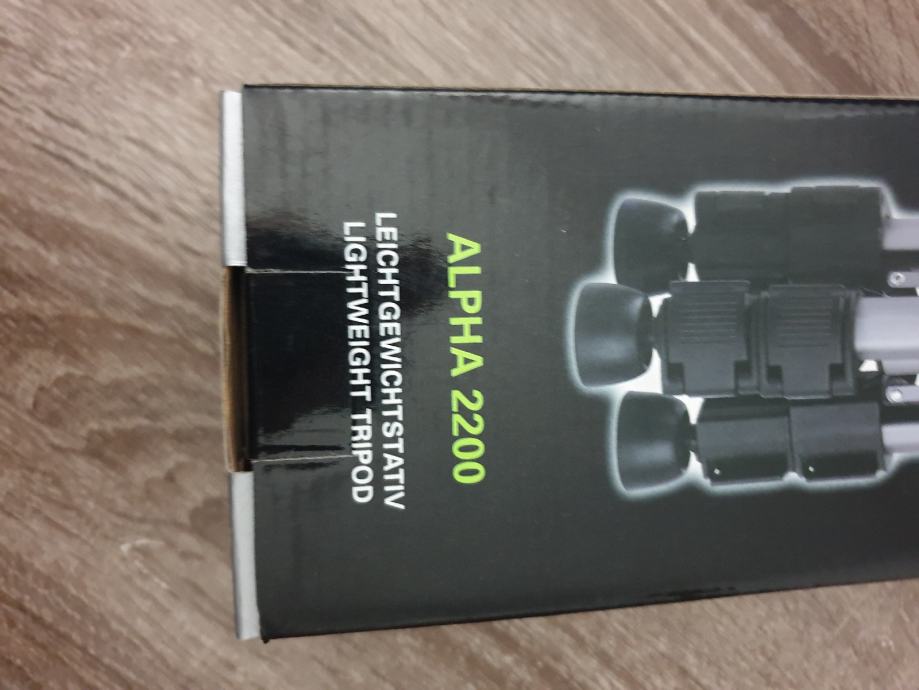 ALPHA 2200
LEICHTGEWICHTSTATIV
LIGHTWEIGHT TRIPOD